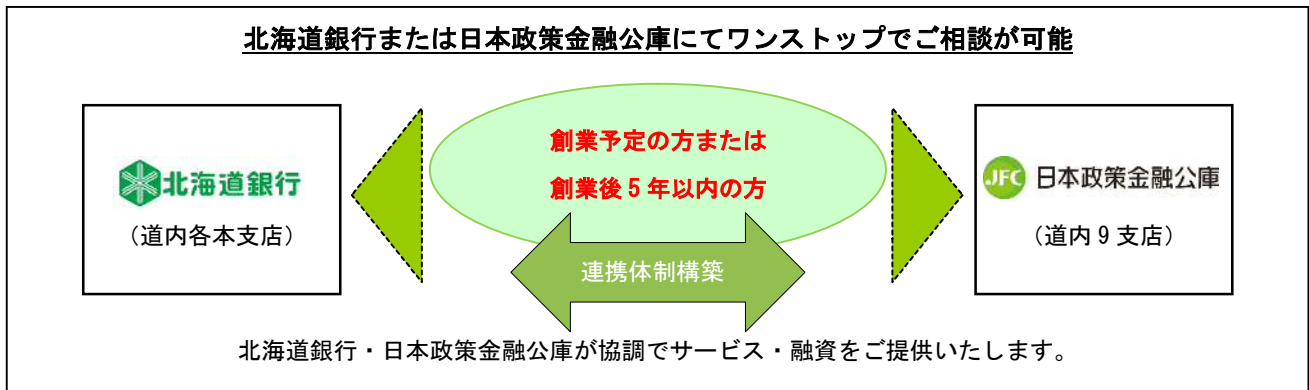 北海道銀行または日本政策金融公庫にてワンストップでご相談が可能
創業予定の方または
創業後5年以内の方
北海道銀行
（道内各本支店）
連携体制構築
JFC 日本政策金融公庫
（道内9支店）
北海道銀行・日本政策金融公庫が協調でサービス・融資をご提供いたします。